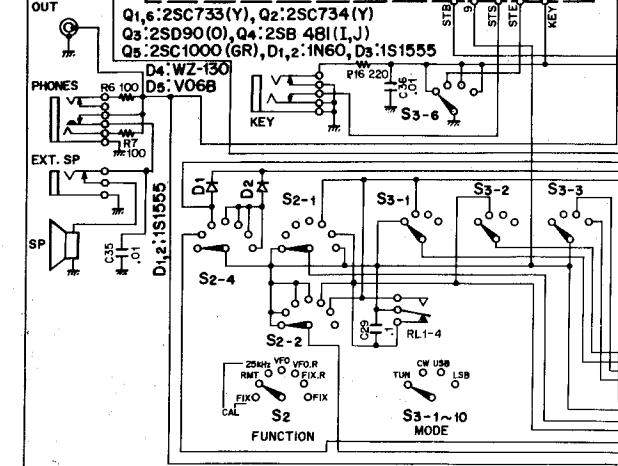 OUT
Q1,6:2SC733(Y), Q2:2SC734(Y)
Q3:2SD90(O), Q4:2SB 481(I,J)
Q5:2SC1000(GR), D1,2:1N60, D3:1S1555
D4:WZ-130
D5:V06B
STB
9
STS
STE
KEY
PHONES
R6 100
R7
100
R16 220
C36
.01
KEY
S3-6
EXT. SP
SP
C35
.01
D1,2:1S1555
D1
D2
S2-1
S3-1
S3-2
S3-3
S2-4
S2-2
C29
.1
RL1-4
25kHz VFO VFO.R
RMT FIX.R
FIX FIX
CAL
S2
FUNCTION
TUN CW USB LSB
S3-1~10
MODE